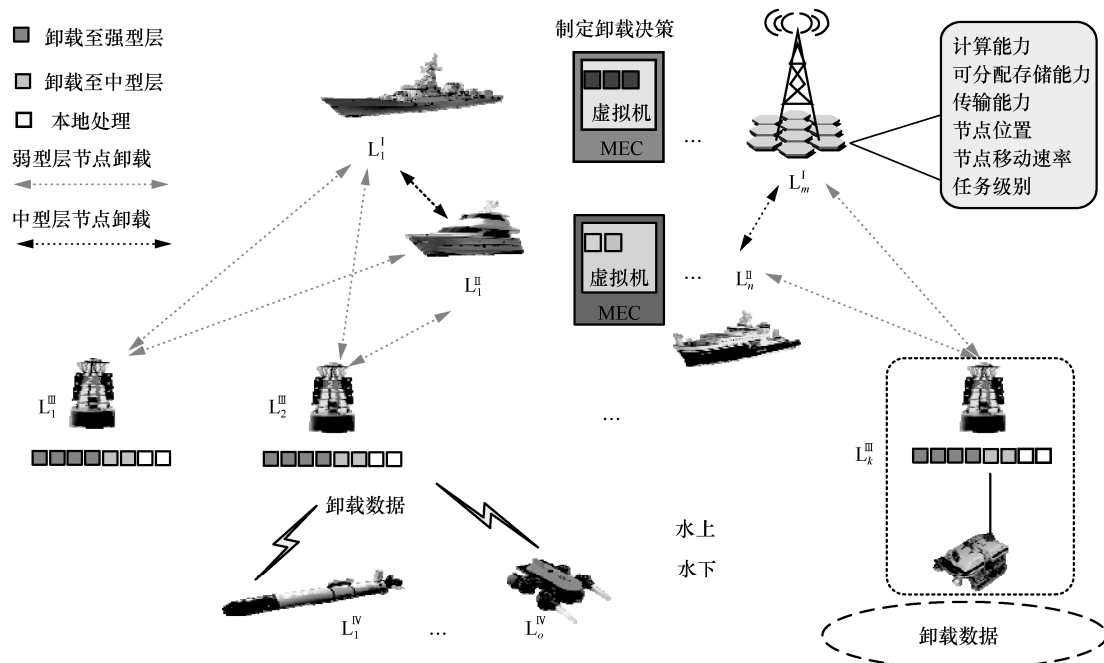 卸载至强型层
卸载至中型层
本地处理
弱型层节点卸载
中型层节点卸载
制定卸载决策
虚拟机
MEC
...
计算能力
可分配存储能力
传输能力
节点位置
节点移动速率
任务级别
L₁ᴵ
Lₘᴵ
虚拟机
MEC
...
L₁ᴵᴵ
Lₙᴵᴵ
L₁ᴵᴵᴵ
L₂ᴵᴵᴵ
...
Lₖᴵᴵᴵ
卸载数据
水上
水下
L₁ᴵⱽ
...
Lₒᴵⱽ
卸载数据